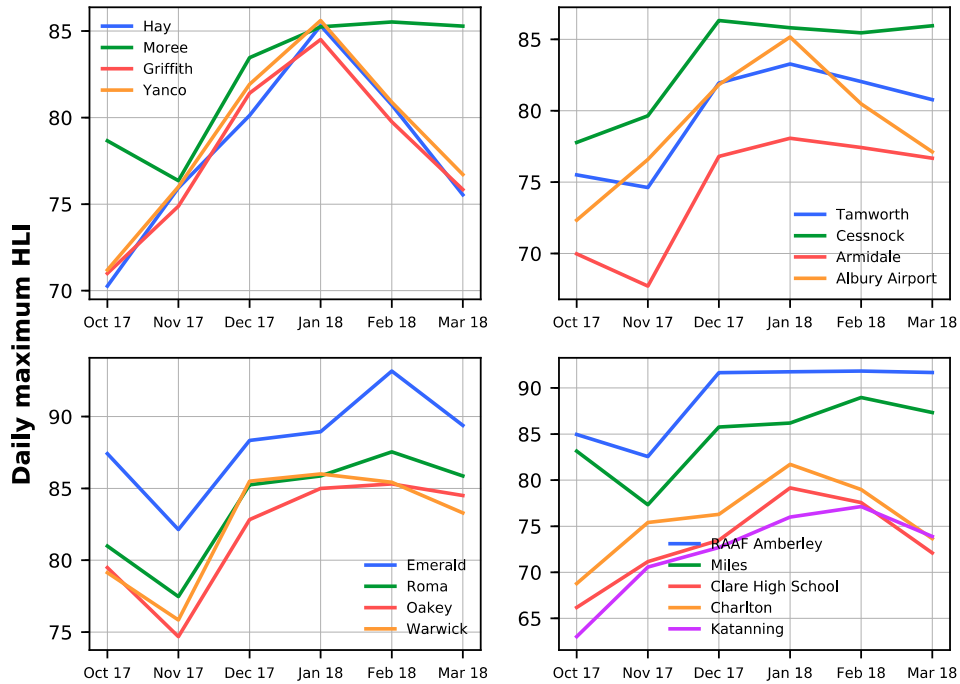 Daily maximum HLI
85
80
75
70
Hay
Moree
Griffith
Yanco
Oct 17 Nov 17 Dec 17 Jan 18 Feb 18 Mar 18
85
80
75
70
Tamworth
Cessnock
Armidale
Albury Airport
Oct 17 Nov 17 Dec 17 Jan 18 Feb 18 Mar 18
90
85
80
75
Emerald
Roma
Oakey
Warwick
Oct 17 Nov 17 Dec 17 Jan 18 Feb 18 Mar 18
90
85
80
75
70
65
RAAF Amberley
Miles
Clare High School
Charlton
Katanning
Oct 17 Nov 17 Dec 17 Jan 18 Feb 18 Mar 18